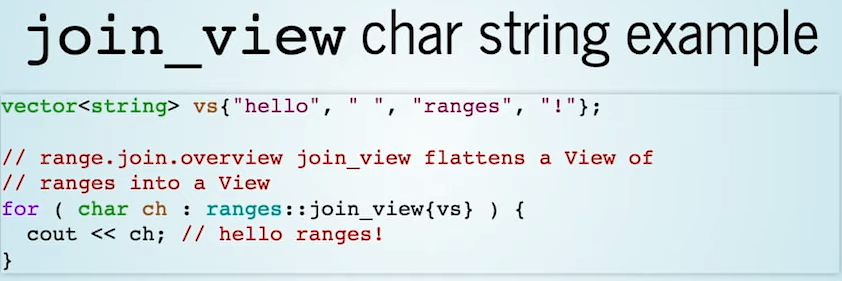 join_view char string example
vector<string> vs{"hello", " ", "ranges", "!"};
// range.join.overview join_view flattens a View of
// ranges into a View
for ( char ch : ranges::join_view{vs} ) {
  cout << ch; // hello ranges!
}